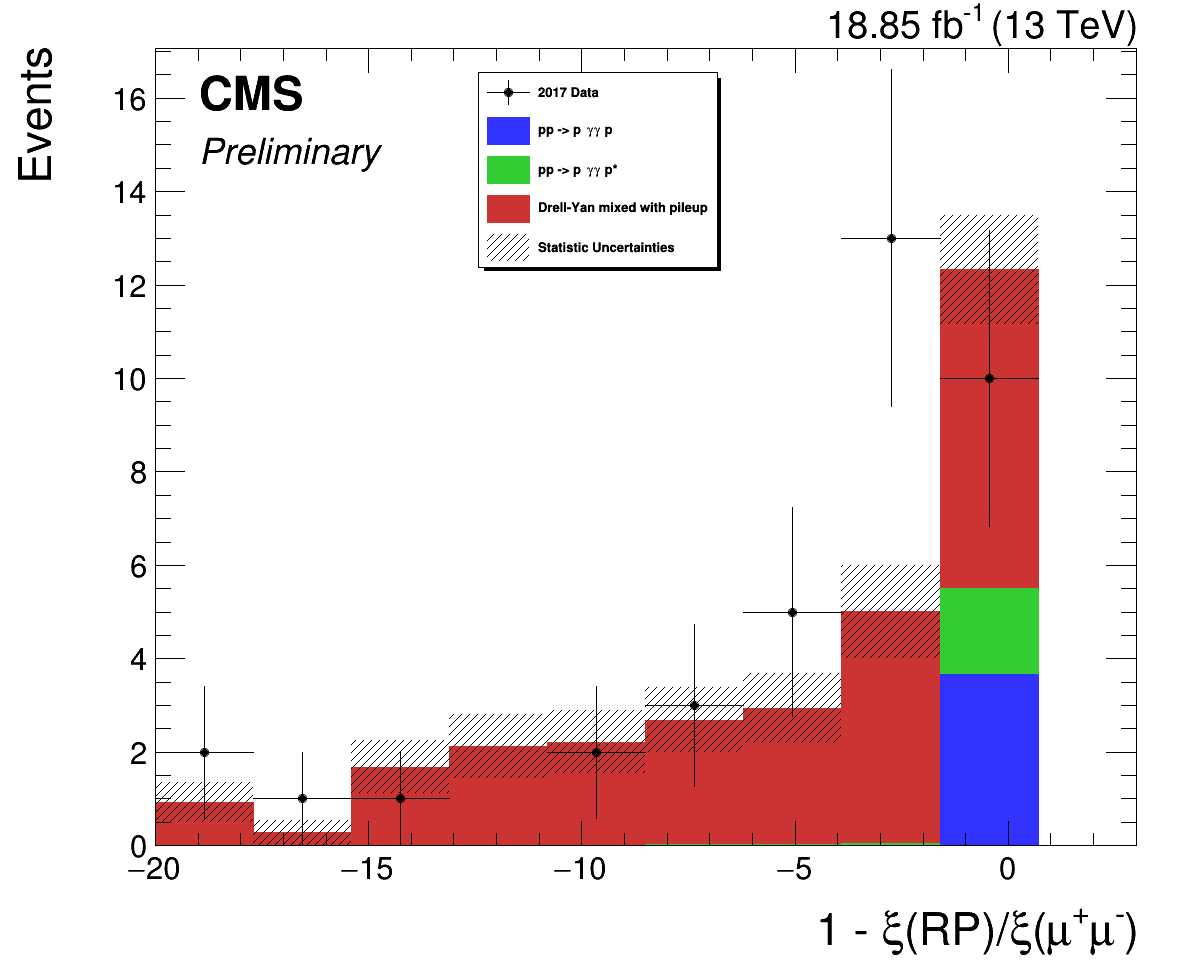 18.85 fb⁻¹ (13 TeV)
Events
CMS
Preliminary
2017 Data
pp -> p γγ p
pp -> p γγ p*
Drell-Yan mixed with pileup
Statistic Uncertainties
16
14
12
10
8
6
4
2
0
−20 −15 −10 −5 0
1 - ξ(RP)/ξ(μ⁺μ⁻)